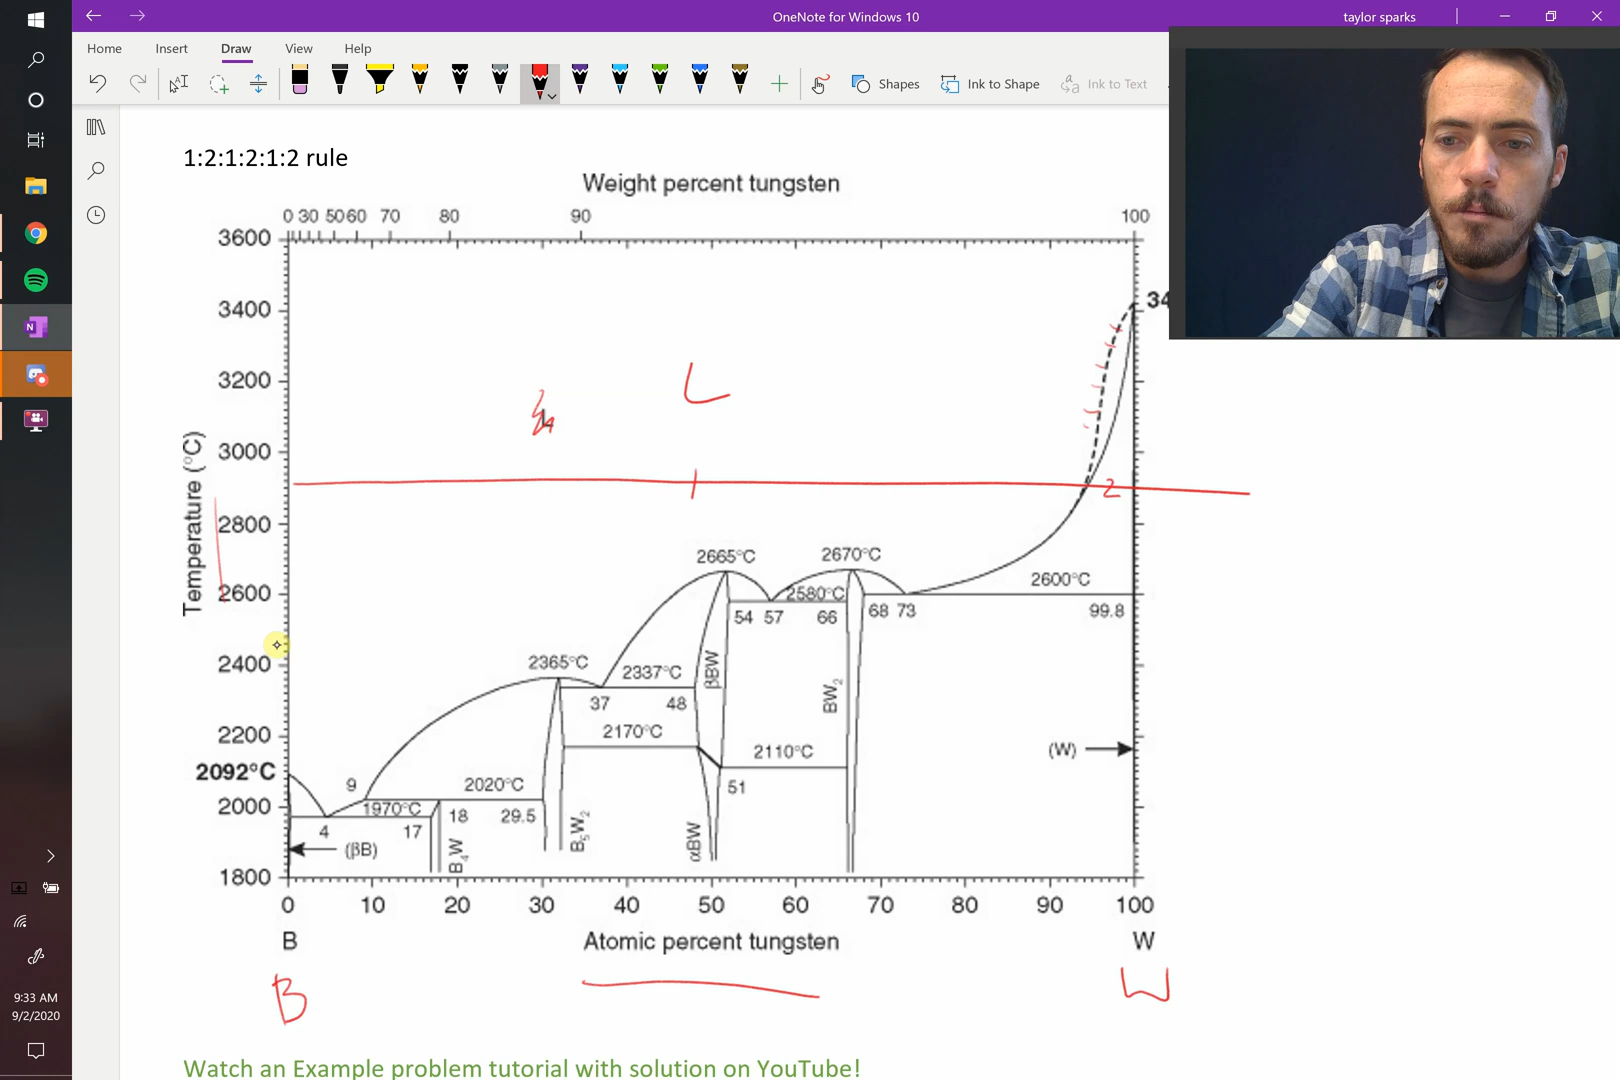 OneNote for Windows 10
taylor sparks
Home Insert Draw View Help
Shapes Ink to Shape Ink to Text
1:2:1:2:1:2 rule
Weight percent tungsten
0 30 50 60 70 80 90 100
3600
3400
3200
3000
2800
2600
2400
2200
2092°C
2000
1800
Temperature (°C)
L
1
2
34
2665°C
2670°C
2580°C
2600°C
54 57 66 68 73 99.8
2365°C
2337°C
37 48
βBW
BW₂
2170°C
2110°C
(W)
51
9
2020°C
1970°C
4 17 18 29.5
(βB)
B₄W
B₅W₂
αBW
0 10 20 30 40 50 60 70 80 90 100
B Atomic percent tungsten W
B W
9:33 AM
9/2/2020
Watch an Example problem tutorial with solution on YouTube!